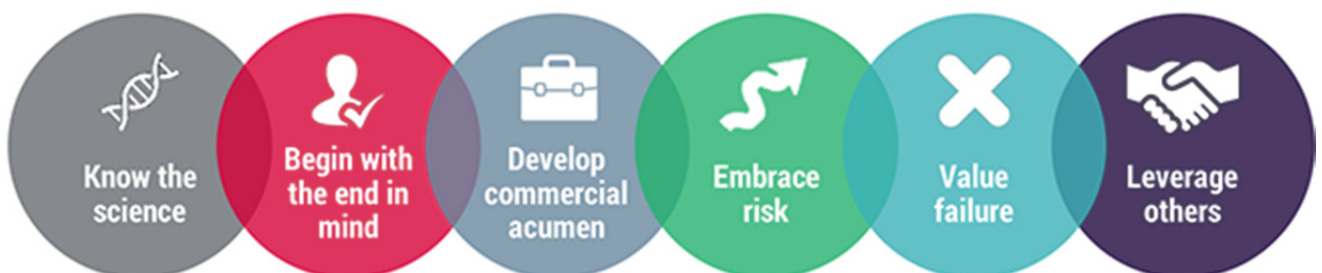 Know the
science
Begin with
the end in
mind
Develop
commercial
acumen
Embrace
risk
Value
failure
Leverage
others